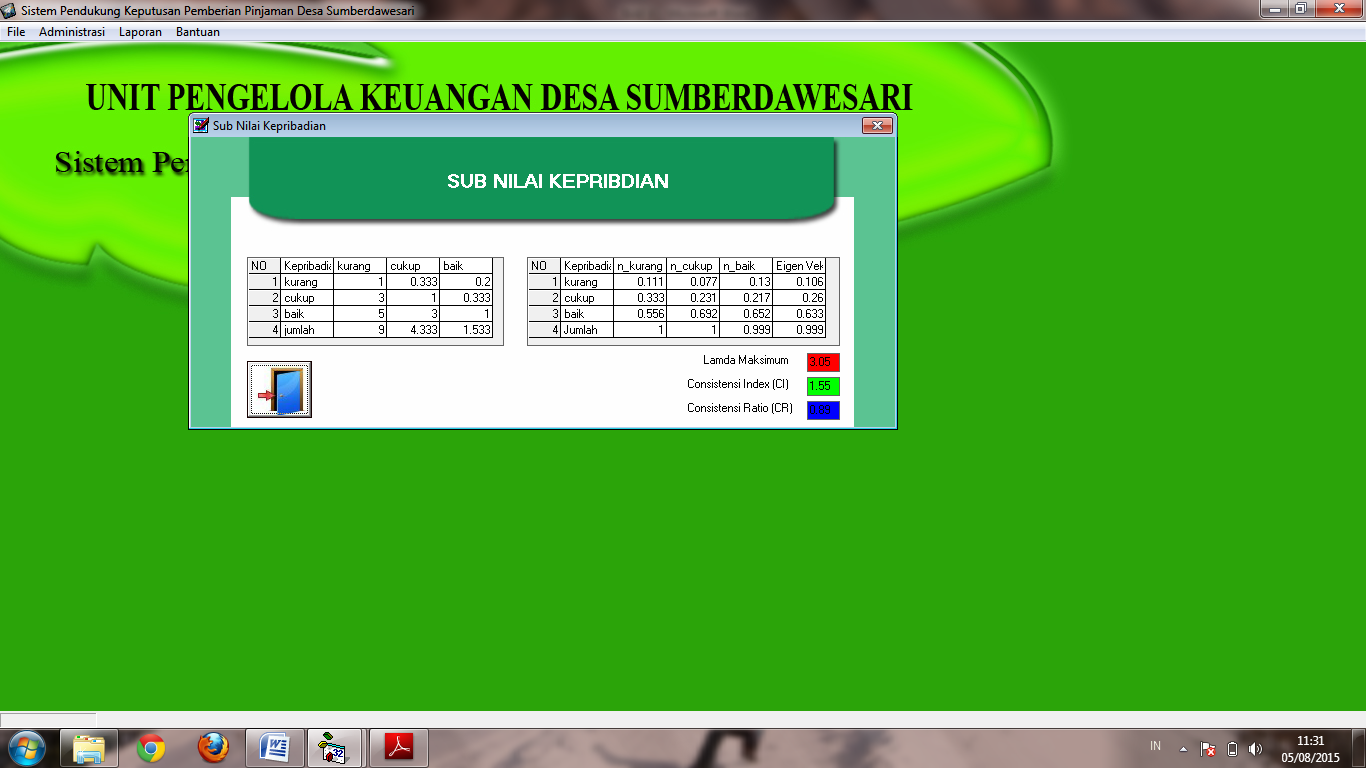 Sistem Pendukung Keputusan Pemberian Pinjaman Desa Sumberdawesari
File Administrasi Laporan Bantuan
UNIT PENGELOLA KEUANGAN DESA SUMBERDAWESARI
Sub Nilai Kepribadian
Sistem
SUB NILAI KEPRIBDIAN
NO Kepribadi kurang cukup baik
1 kurang 1 0.333 0.2
2 cukup 3 1 0.333
3 baik 5 3 1
4 jumlah 9 4.333 1.533
NO Kepribadi n_kurang n_cukup n_baik Eigen Vek
1 kurang 0.111 0.077 0.13 0.106
2 cukup 0.333 0.231 0.217 0.26
3 baik 0.556 0.692 0.652 0.633
4 Jumlah 1 1 0.999 0.999
Lamda Maksimum 3.05
Consistensi Index (CI) 1.55
Consistensi Ratio (CR)
32
IN
11:31
05/08/2015